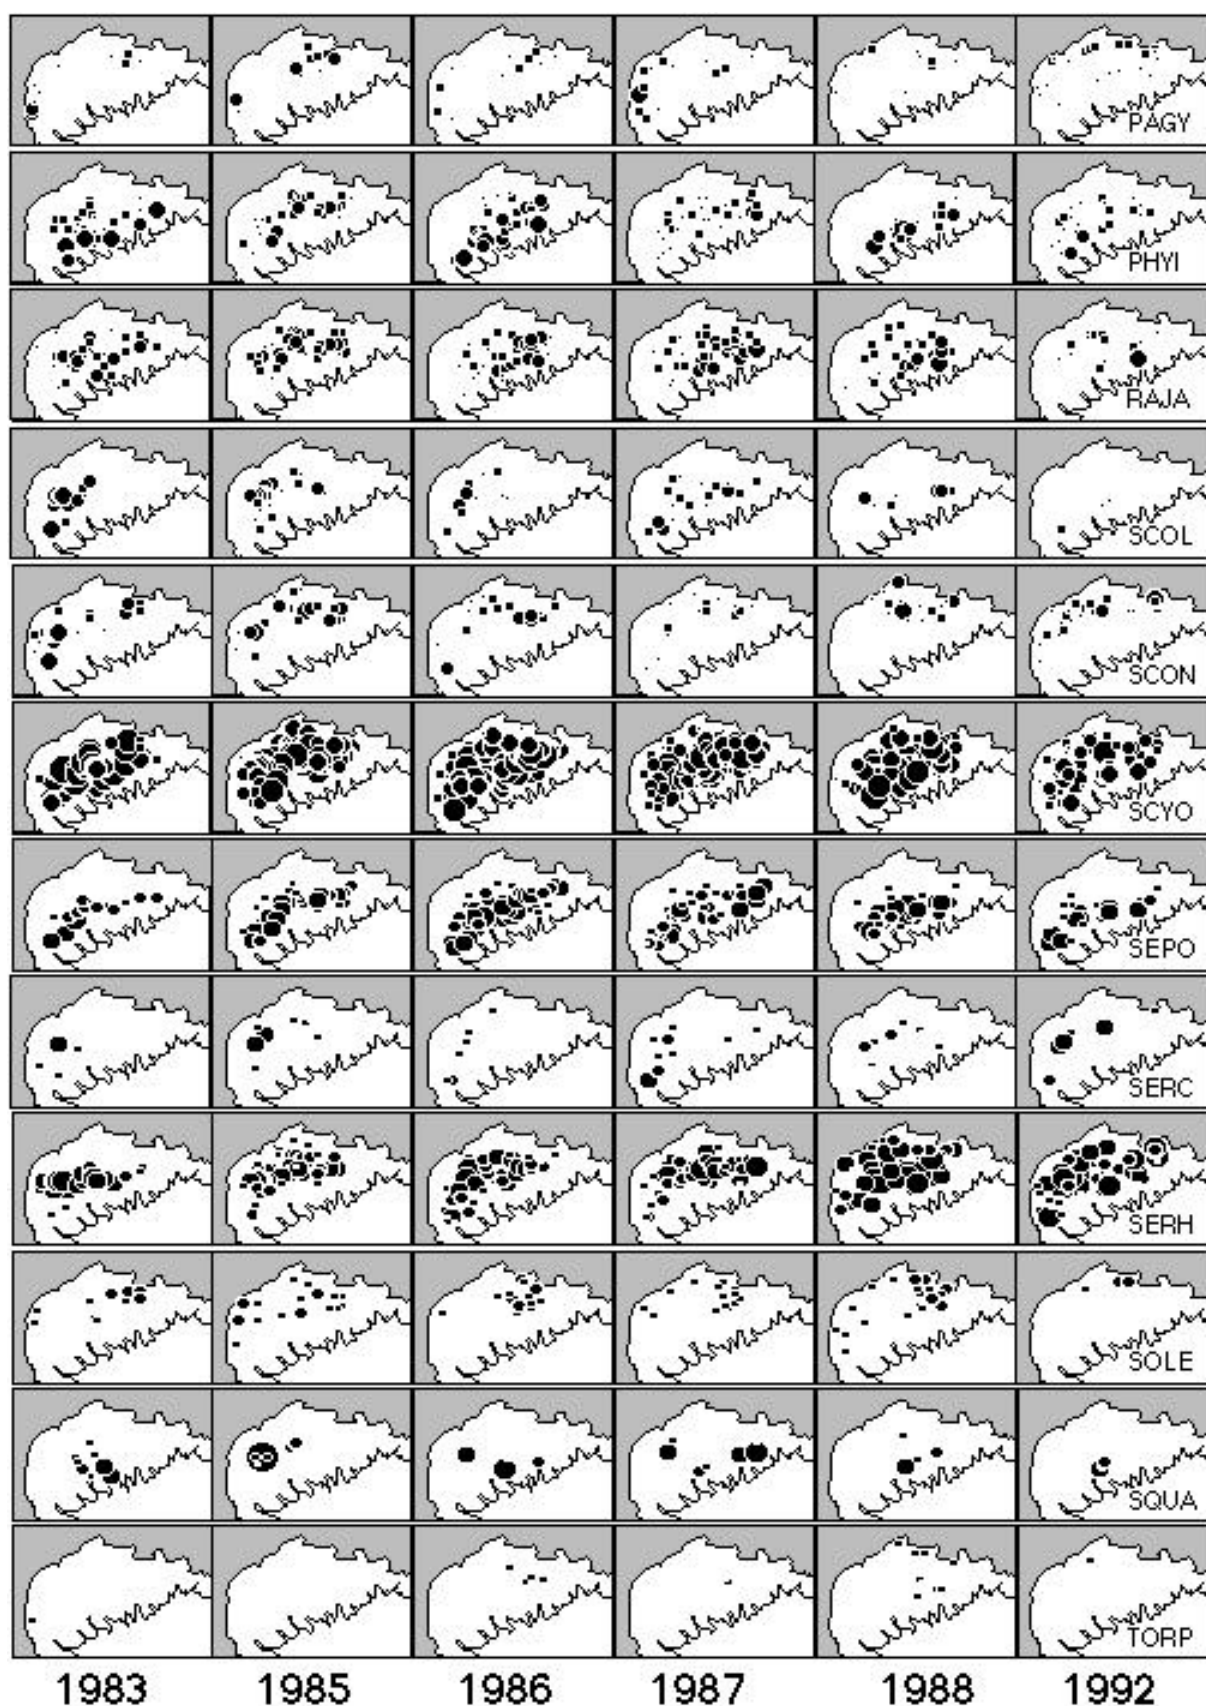 PAGY
PHYI
RAJA
SCOL
SCON
SCYO
SEPO
SERC
SERH
SOLE
SQUA
TORP
1983 1985 1986 1987 1988 1992